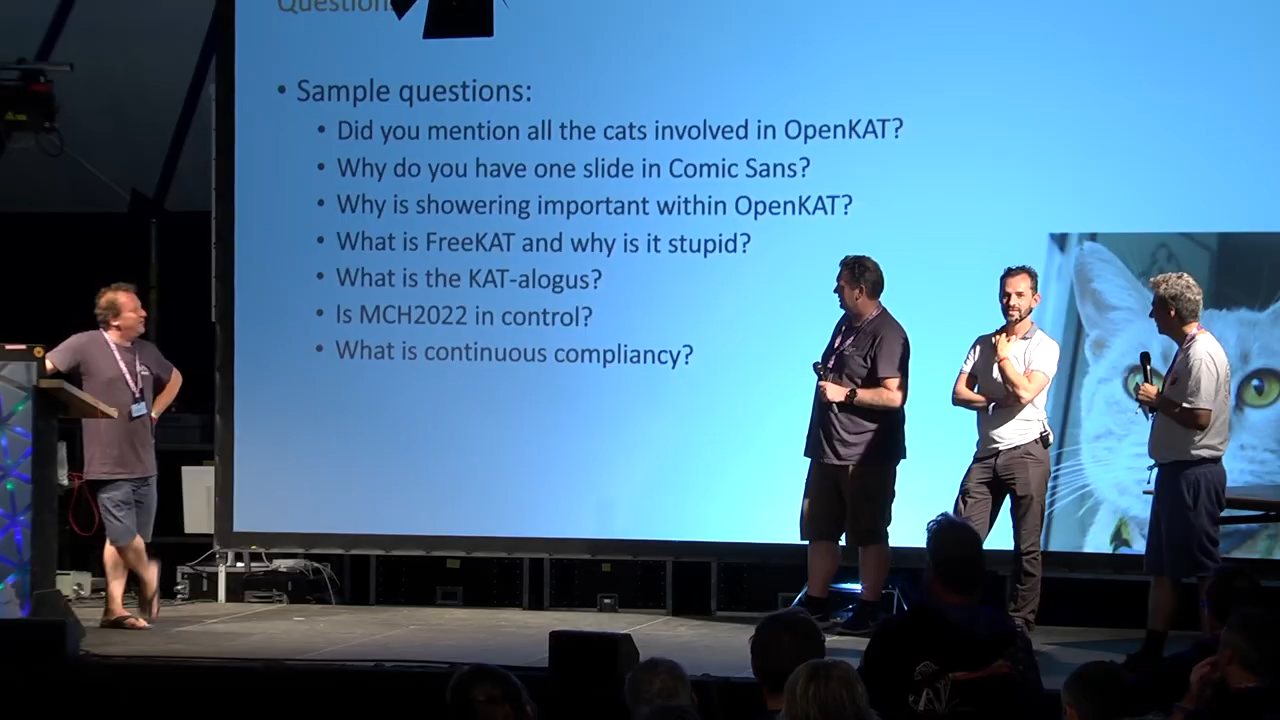 Question
• Sample questions:
• Did you mention all the cats involved in OpenKAT?
• Why do you have one slide in Comic Sans?
• Why is showering important within OpenKAT?
• What is FreeKAT and why is it stupid?
• What is the KAT-alogus?
• Is MCH2022 in control?
• What is continuous compliancy?